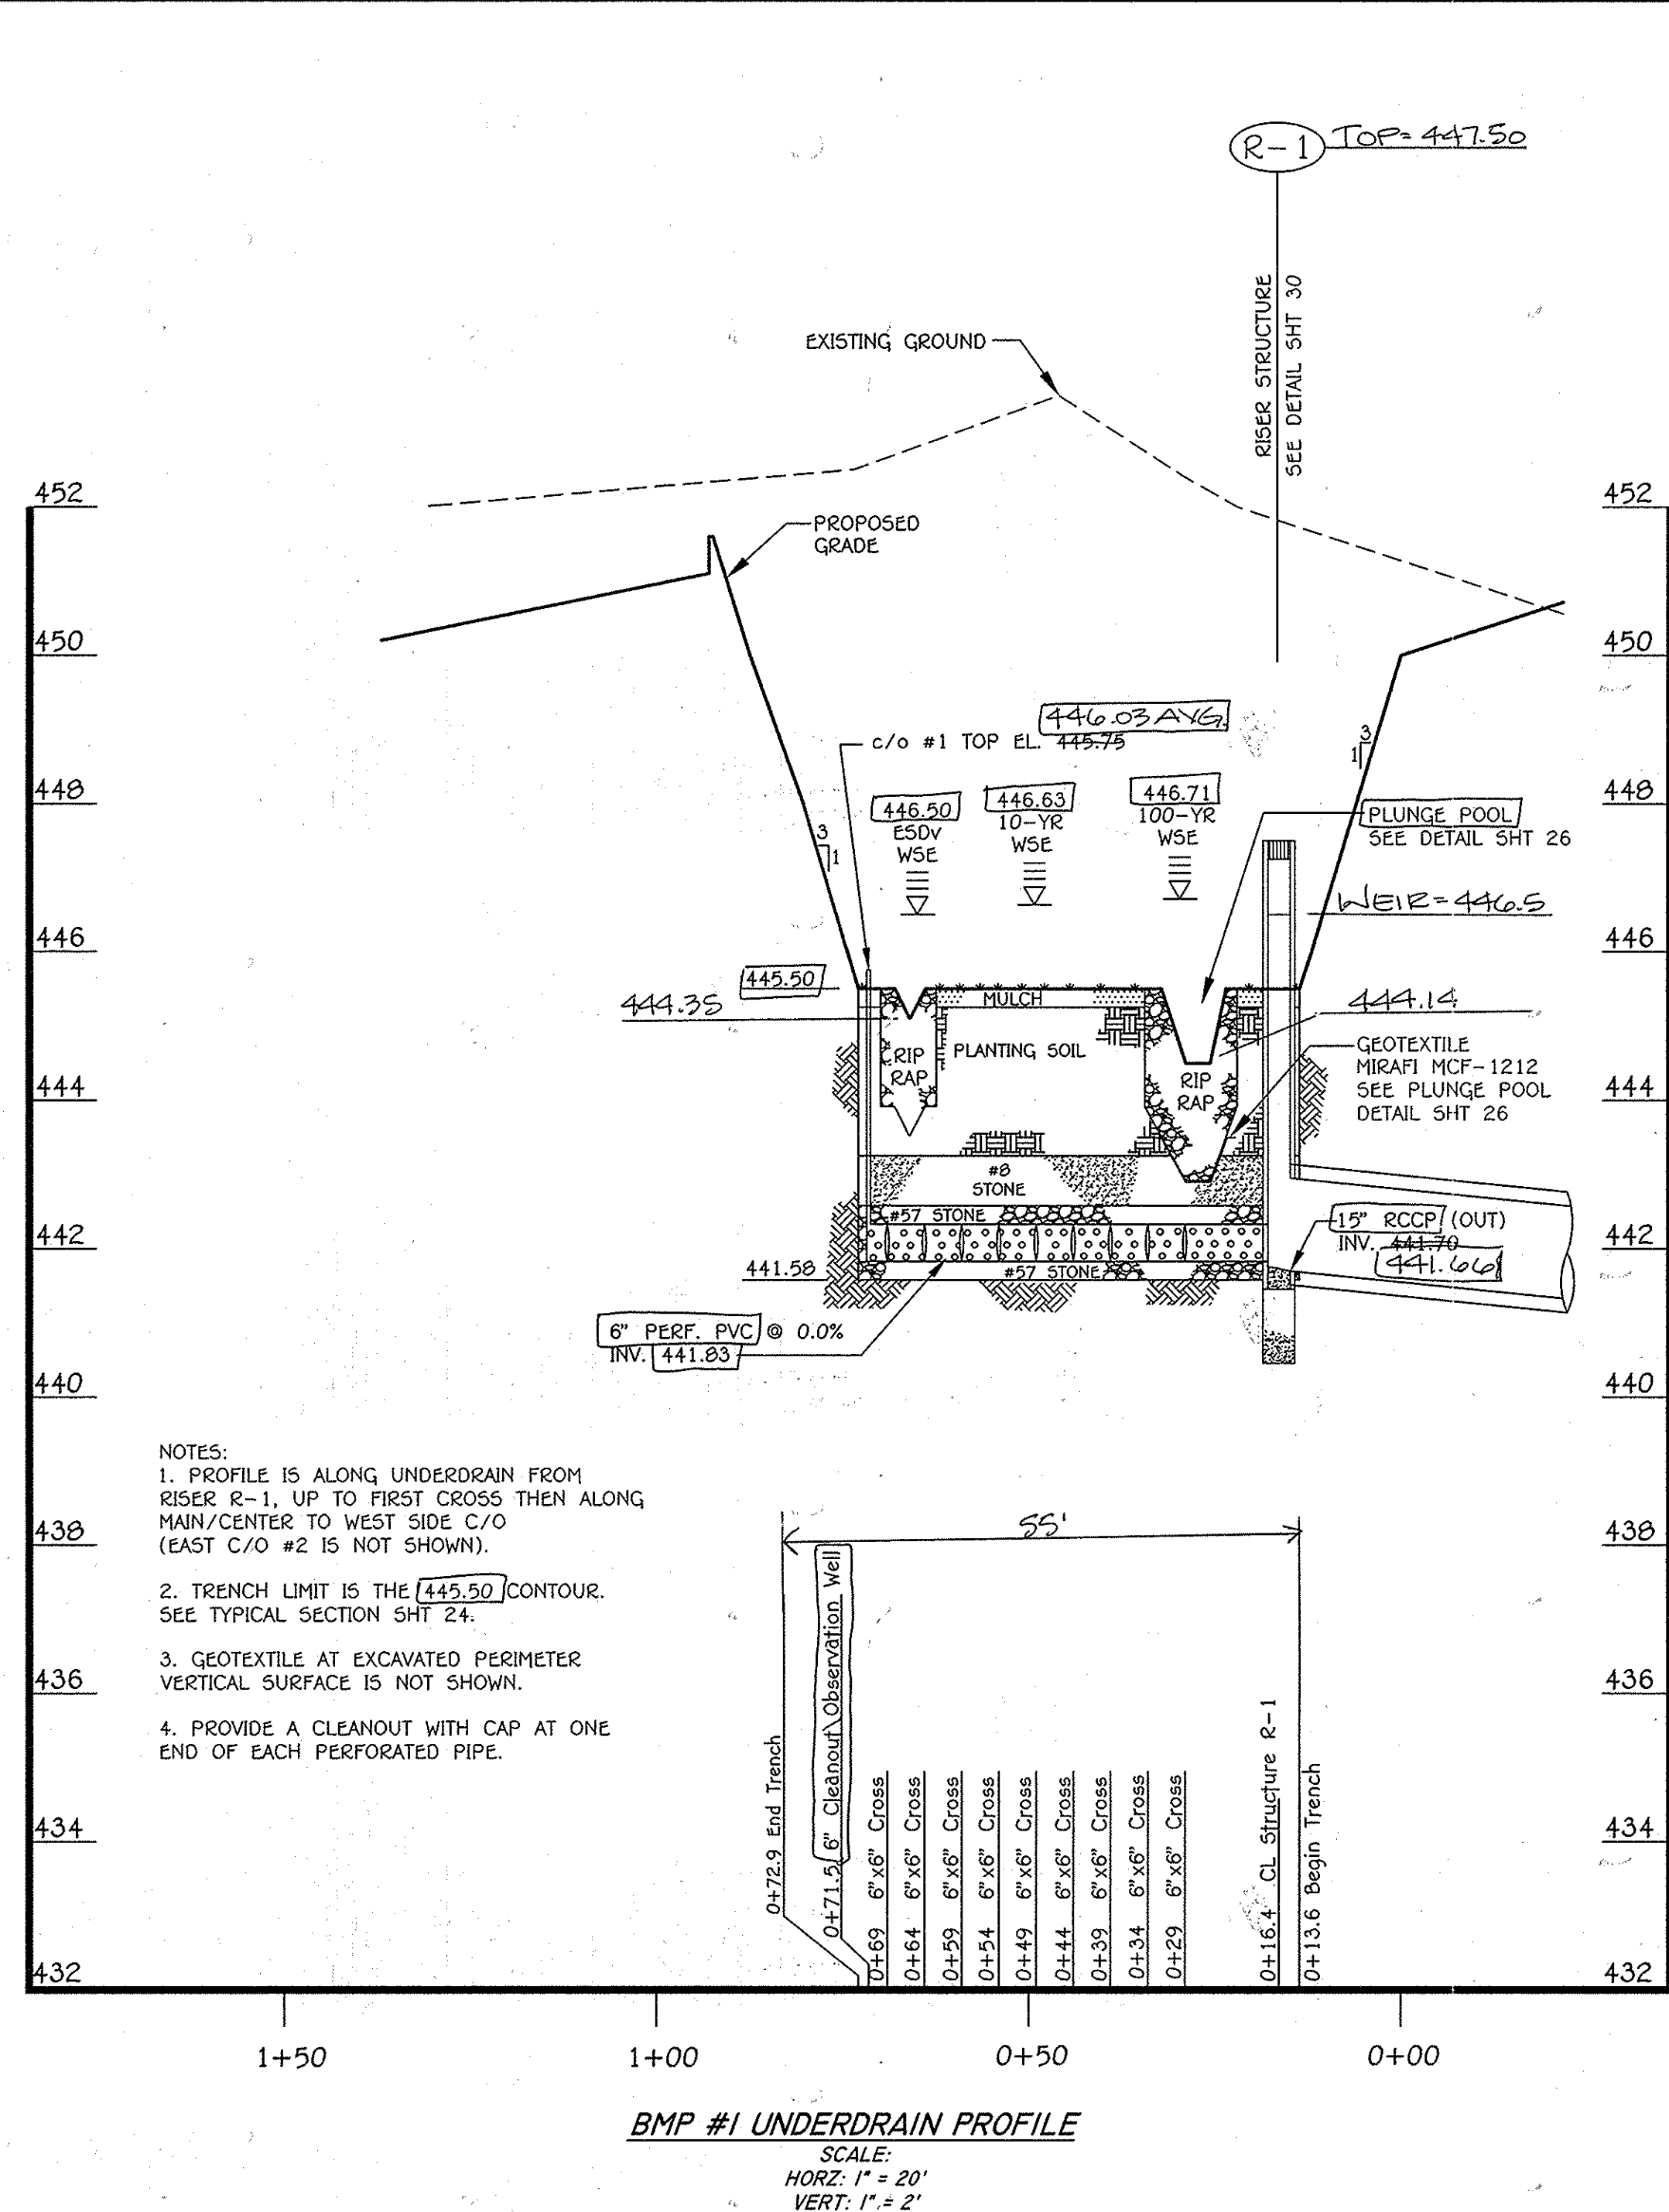 R-1 TOP=447.50
RISER STRUCTURE
SEE DETAIL SHT 30
EXISTING GROUND
452
452
PROPOSED
GRADE
450
450
446.03 AVG.
c/o #1 TOP EL. 445.75
3
1
448
448
446.50
ESDv
WSE
446.63
10-YR
WSE
446.71
100-YR
WSE
PLUNGE POOL
SEE DETAIL SHT 26
3
1
WEIR=446.5
446
446
445.50
444.35
MULCH
444.14
RIP
RAP
PLANTING SOIL
RIP
RAP
GEOTEXTILE
MIRAFI MCF-1212
SEE PLUNGE POOL
DETAIL SHT 26
444
444
#8
STONE
#57 STONE
15" RCCP (OUT)
INV. 441.70
441.66
442
442
441.58
#57 STONE
6" PERF. PVC @ 0.0%
INV. 441.83
440
440
NOTES:
1. PROFILE IS ALONG UNDERDRAIN FROM
RISER R-1, UP TO FIRST CROSS THEN ALONG
MAIN/CENTER TO WEST SIDE C/O
(EAST C/O #2 IS NOT SHOWN).
2. TRENCH LIMIT IS THE 445.50 CONTOUR.
SEE TYPICAL SECTION SHT 24.
3. GEOTEXTILE AT EXCAVATED PERIMETER
VERTICAL SURFACE IS NOT SHOWN.
4. PROVIDE A CLEANOUT WITH CAP AT ONE
END OF EACH PERFORATED PIPE.
438
438
55'
436
436
434
434
432
432
0+72.9 End Trench
0+71.5 6" Cleanout\Observation Well
0+69 6"x6" Cross
0+64 6"x6" Cross
0+59 6"x6" Cross
0+54 6"x6" Cross
0+49 6"x6" Cross
0+44 6"x6" Cross
0+39 6"x6" Cross
0+34 6"x6" Cross
0+29 6"x6" Cross
0+16.4 CL Structure R-1
0+13.6 Begin Trench
1+50 1+00 0+50 0+00
BMP #1 UNDERDRAIN PROFILE
SCALE:
HORZ: 1" = 20'
VERT: 1" = 2'